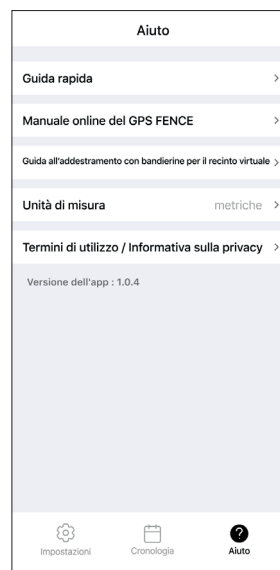 Aiuto
Guida rapida
Manuale online del GPS FENCE
Guida all'addestramento con bandierine per il recinto virtuale
Unità di misura metriche
Termini di utilizzo / Informativa sulla privacy
Versione dell'app : 1.0.4
Impostazioni Cronologia Aiuto